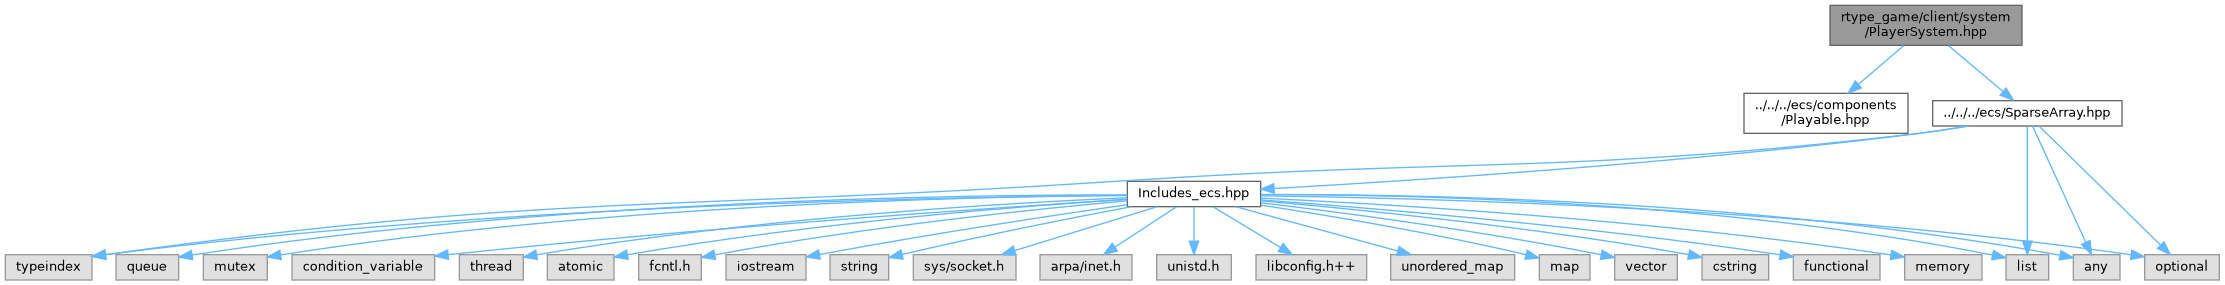 rtype_game/client/system
/PlayerSystem.hpp
../../../ecs/components
/Playable.hpp
../../../ecs/SparseArray.hpp
Includes_ecs.hpp
typeindex
queue
mutex
condition_variable
thread
atomic
fcntl.h
iostream
string
sys/socket.h
arpa/inet.h
unistd.h
libconfig.h++
unordered_map
map
vector
cstring
functional
memory
list
any
optional